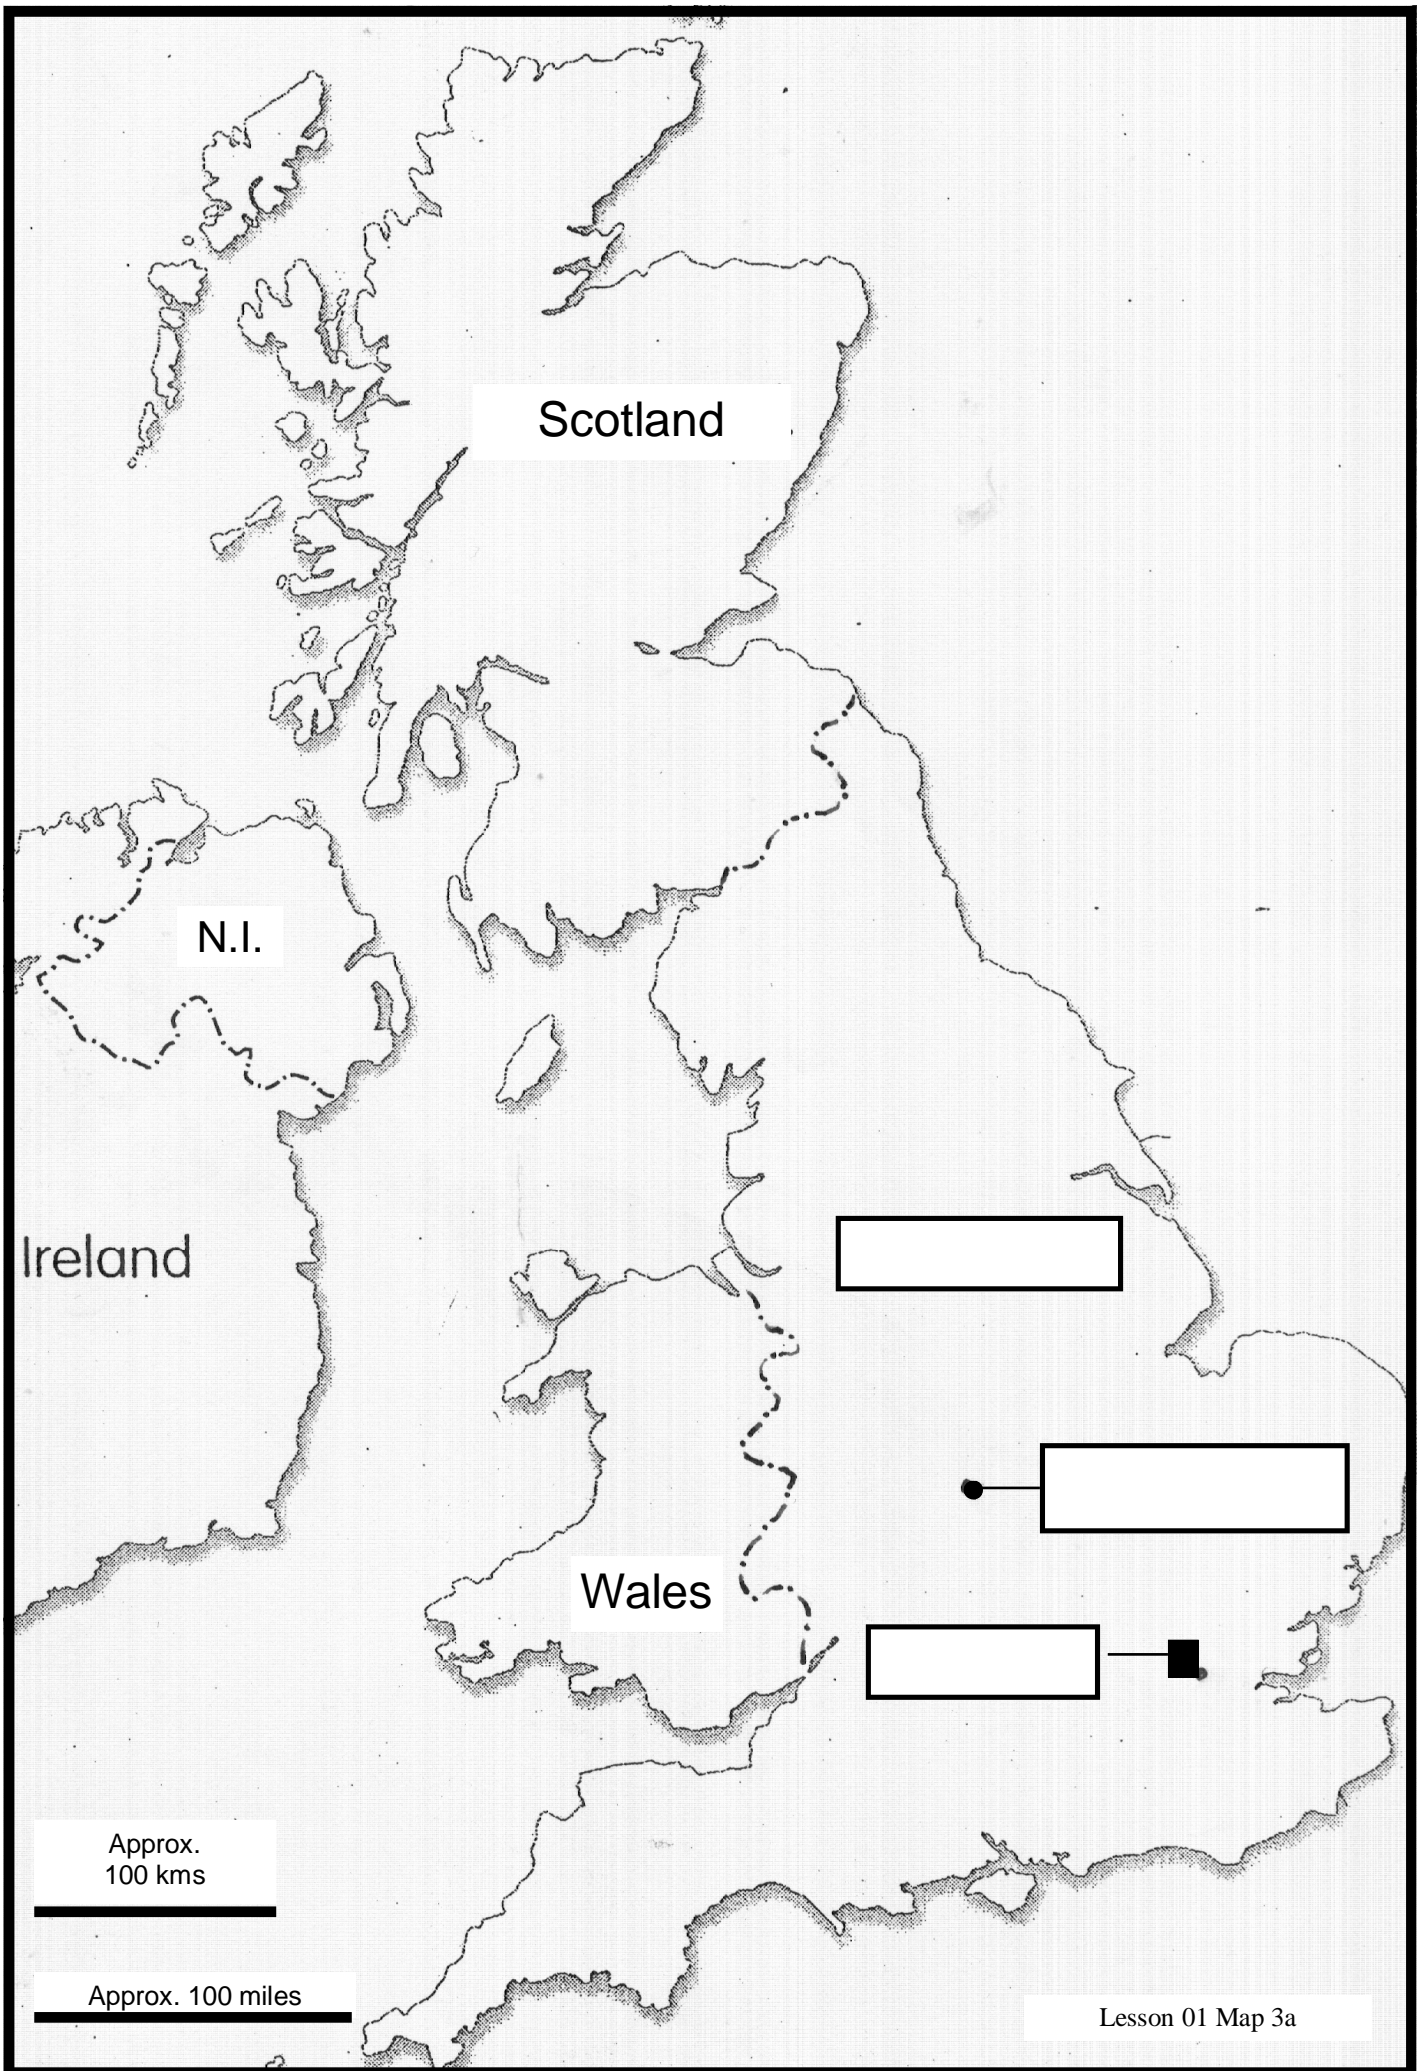 Scotland
N.I.
Ireland
Wales
Approx.
100 kms
Approx. 100 miles
Lesson 01 Map 3a